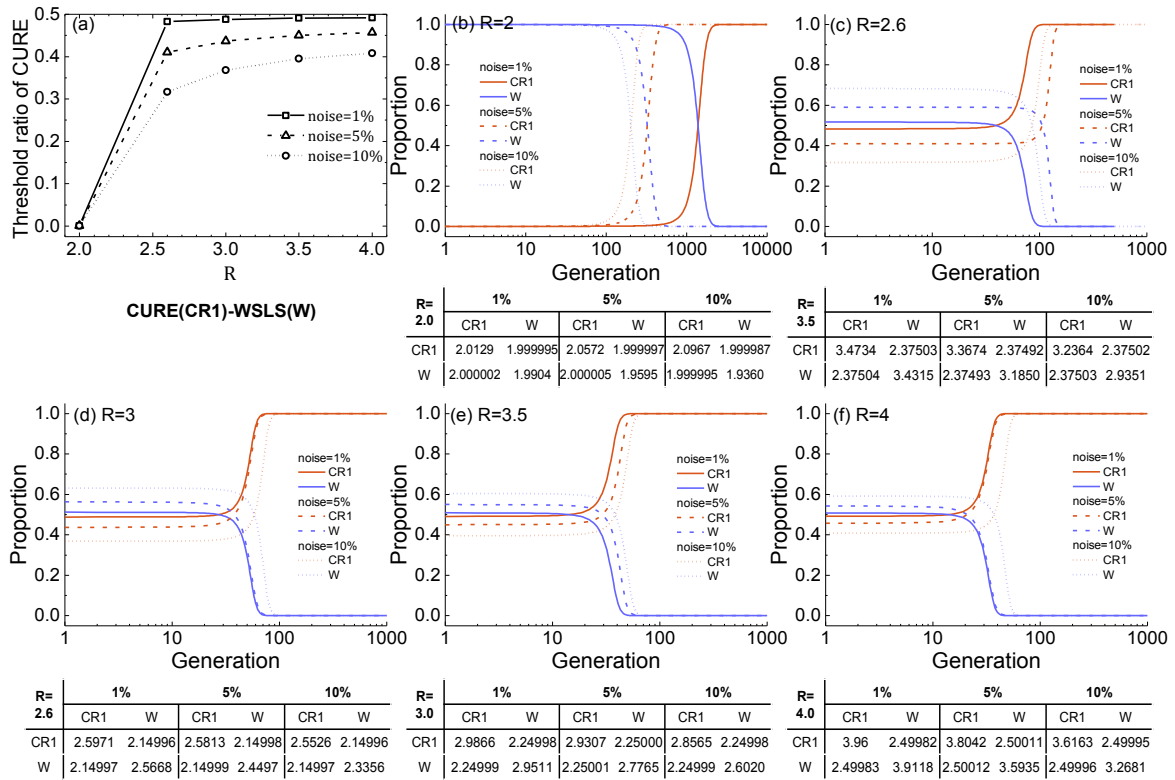 (a)
Threshold ratio of CURE
0.5
0.4
0.3
0.2
0.1
0.0
noise=1%
noise=5%
noise=10%
2.0 2.5 3.0 3.5 4.0
R
(b) R=2
Proportion
1.0
0.8
0.6
0.4
0.2
0.0
noise=1%
CR1
W
noise=5%
CR1
W
noise=10%
CR1
W
1 10 100 1000 10000
Generation
(c) R=2.6
Proportion
1.0
0.8
0.6
0.4
0.2
0.0
noise=1%
CR1
W
noise=5%
CR1
W
noise=10%
CR1
W
1 10 100 1000
Generation
CURE(CR1)-WSLS(W)
R= 2.0 1% 5% 10%
CR1 W CR1 W CR1 W
CR1 2.0129 1.999995 2.0572 1.999997 2.0967 1.999987
W 2.000002 1.9904 2.000005 1.9595 1.999995 1.9360
R= 3.5 1% 5% 10%
CR1 W CR1 W CR1 W
CR1 3.4734 2.37503 3.3674 2.37492 3.2364 2.37502
W 2.37504 3.4315 2.37493 3.1850 2.37503 2.9351
(d) R=3
Proportion
1.0
0.8
0.6
0.4
0.2
0.0
noise=1%
CR1
W
noise=5%
CR1
W
noise=10%
CR1
W
1 10 100 1000
Generation
(e) R=3.5
Proportion
1.0
0.8
0.6
0.4
0.2
0.0
noise=1%
CR1
W
noise=5%
CR1
W
noise=10%
CR1
W
1 10 100 1000
Generation
(f) R=4
Proportion
1.0
0.8
0.6
0.4
0.2
0.0
noise=1%
CR1
W
noise=5%
CR1
W
noise=10%
CR1
W
1 10 100 1000
Generation
R= 2.6 1% 5% 10%
CR1 W CR1 W CR1 W
CR1 2.5971 2.14996 2.5813 2.14998 2.5526 2.14996
W 2.14997 2.5668 2.14999 2.4497 2.14997 2.3356
R= 3.0 1% 5% 10%
CR1 W CR1 W CR1 W
CR1 2.9866 2.24998 2.9307 2.25000 2.8565 2.24998
W 2.24999 2.9511 2.25001 2.7765 2.24999 2.6020
R= 4.0 1% 5% 10%
CR1 W CR1 W CR1 W
CR1 3.96 2.49982 3.8042 2.50011 3.6163 2.49995
W 2.49983 3.9118 2.50012 3.5935 2.49996 3.2681